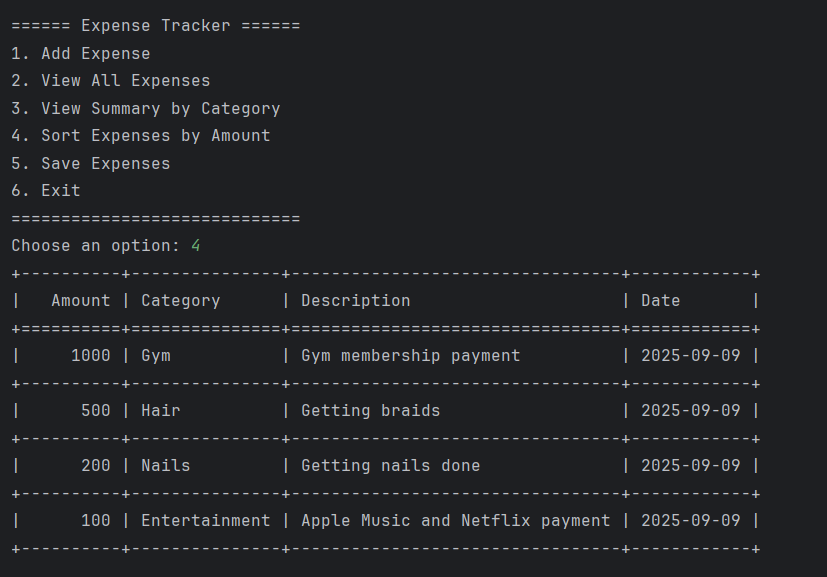 ====== Expense Tracker ======
1. Add Expense
2. View All Expenses
3. View Summary by Category
4. Sort Expenses by Amount
5. Save Expenses
6. Exit
=============================
Choose an option: 4
+----------+---------------+---------------------------------+------------+
|   Amount | Category      | Description                     | Date       |
+==========+===============+=================================+============+
|     1000 | Gym           | Gym membership payment          | 2025-09-09 |
+----------+---------------+---------------------------------+------------+
|      500 | Hair          | Getting braids                  | 2025-09-09 |
+----------+---------------+---------------------------------+------------+
|      200 | Nails         | Getting nails done              | 2025-09-09 |
+----------+---------------+---------------------------------+------------+
|      100 | Entertainment | Apple Music and Netflix payment | 2025-09-09 |
+----------+---------------+---------------------------------+------------+